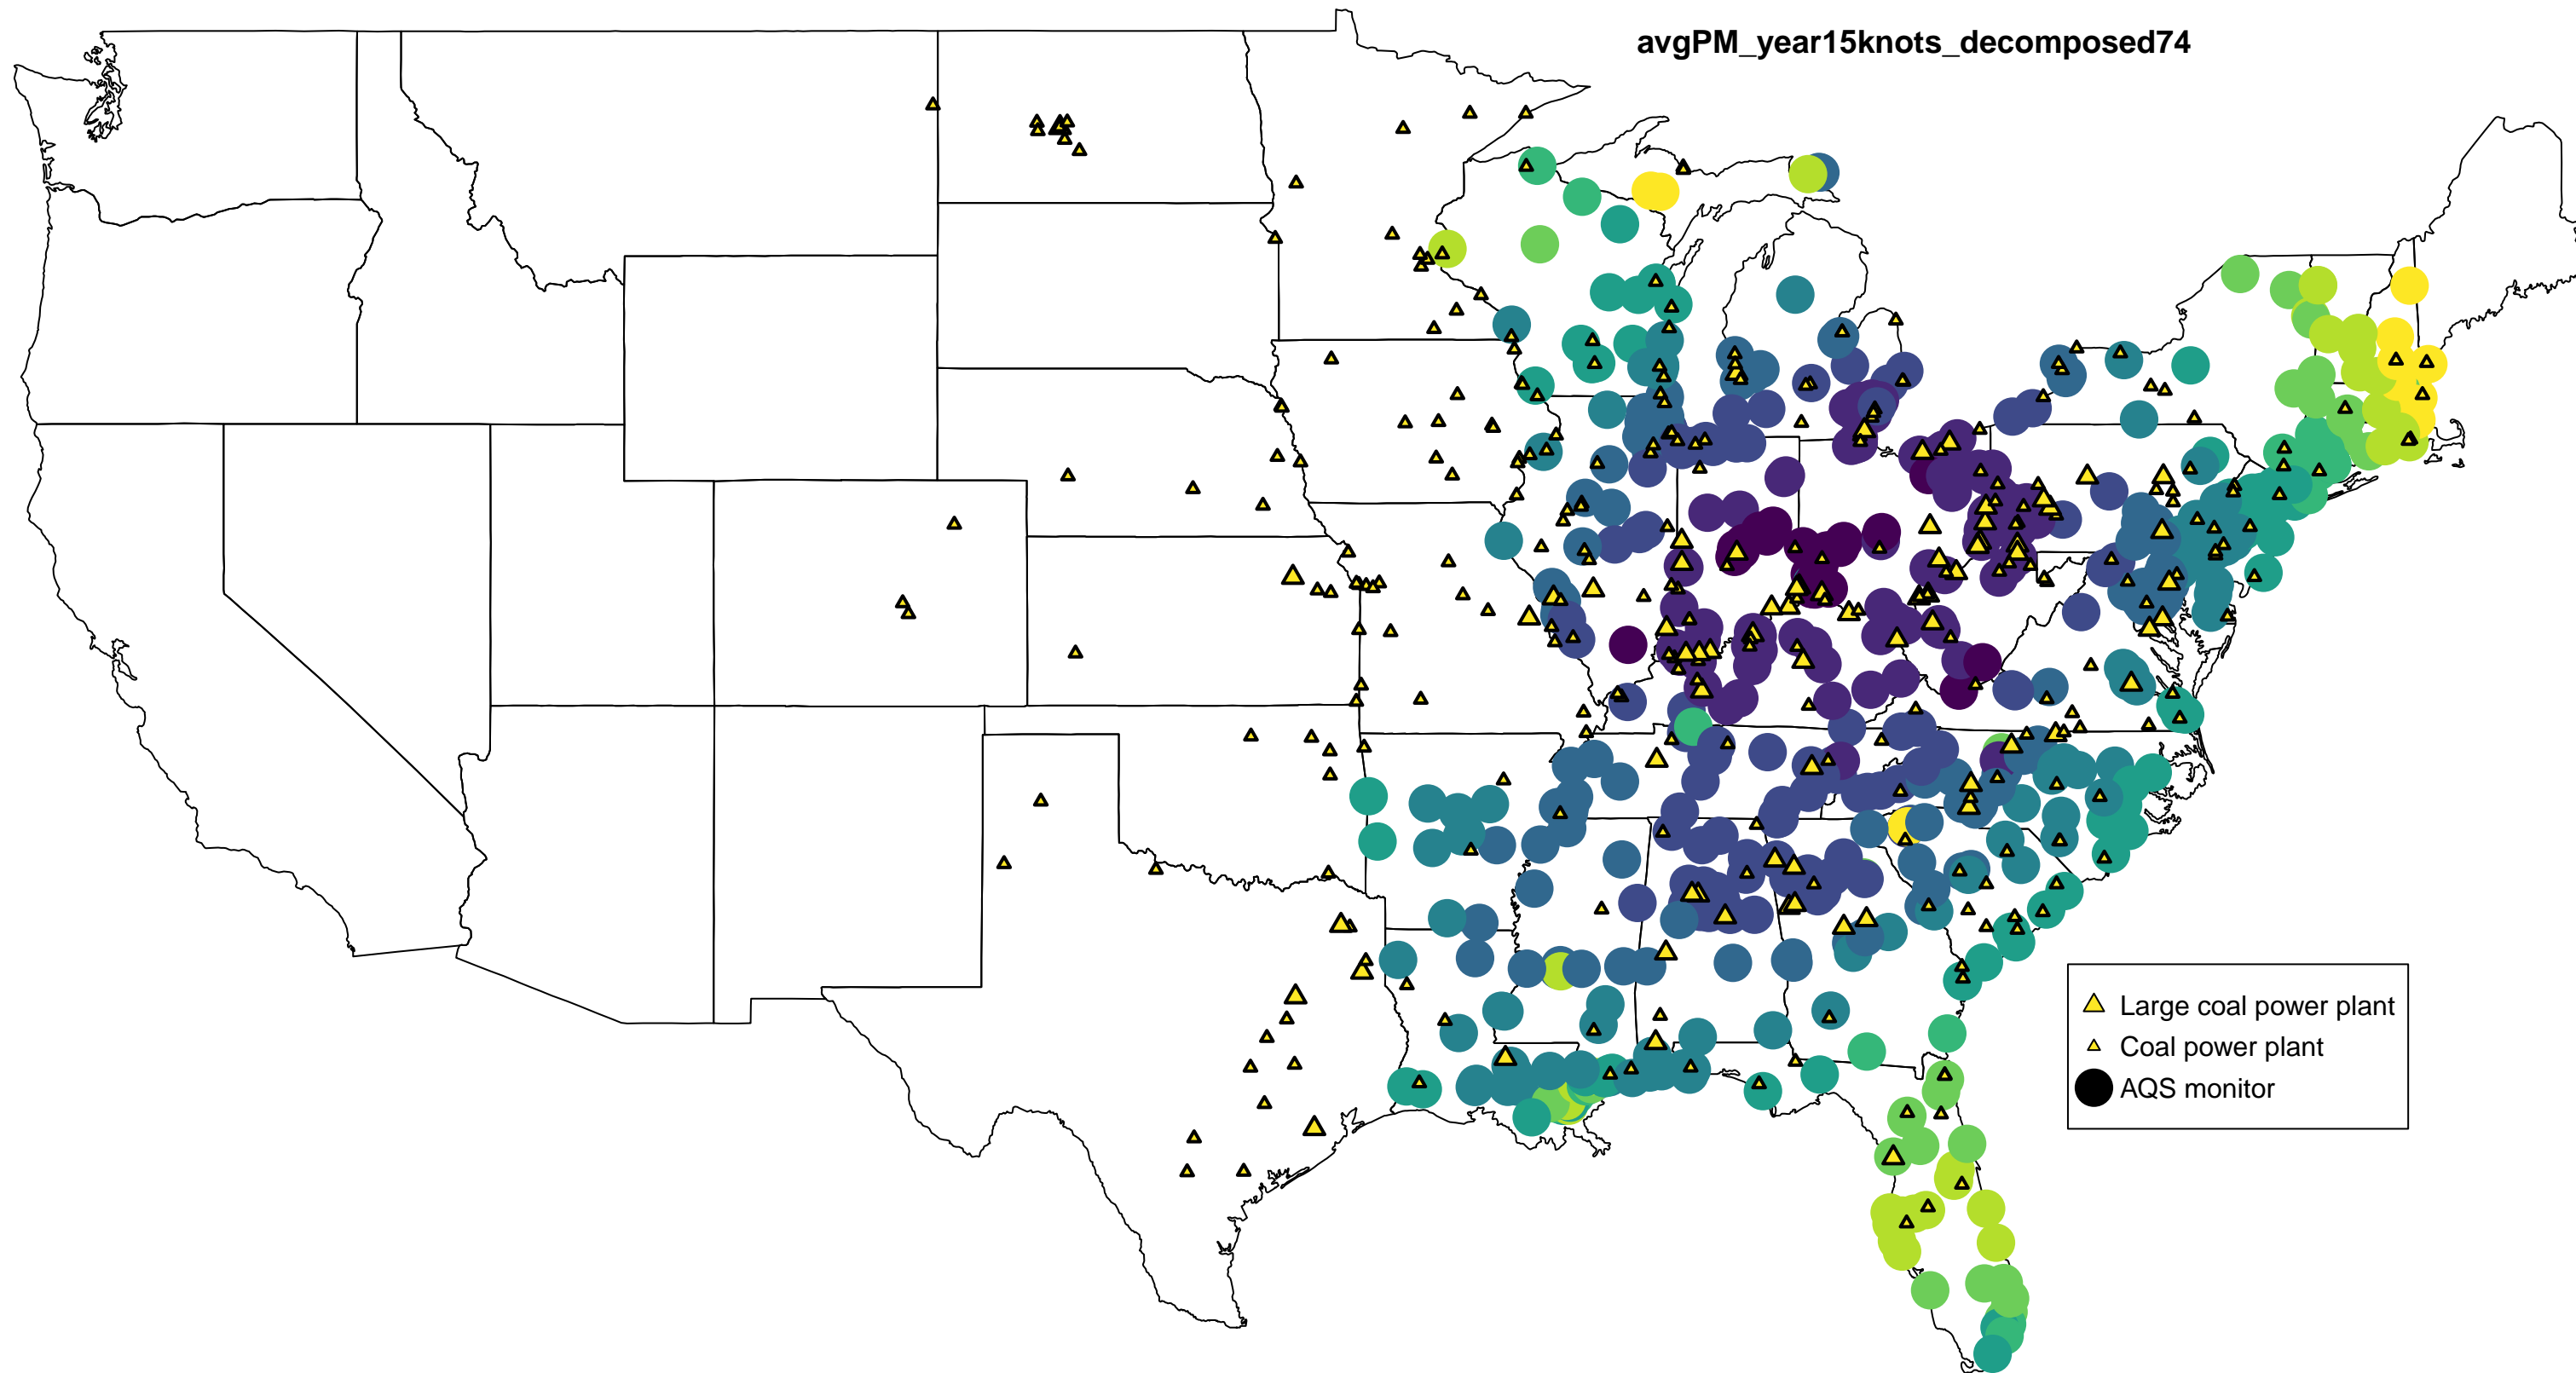 avgPM_year15knots_decomposed74
Large coal power plant
Coal power plant
AQS monitor